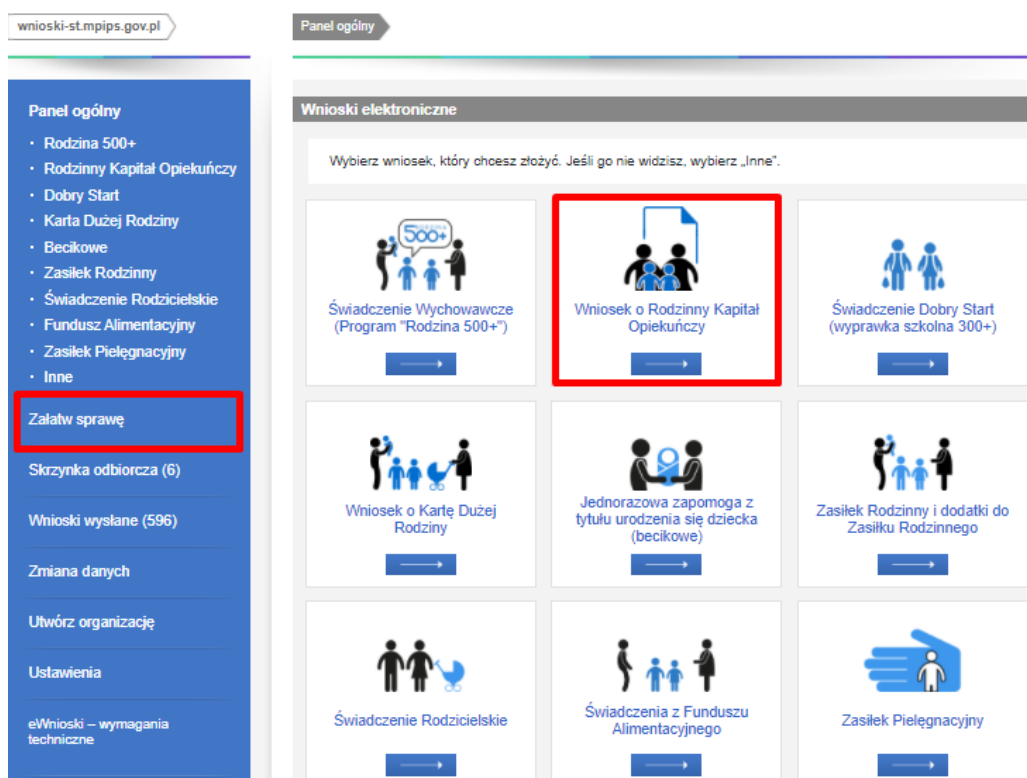 wnioski-st.mpips.gov.pl
Panel ogólny
Panel ogólny
Rodzina 500+
Rodzinny Kapitał Opiekuńczy
Dobry Start
Karta Dużej Rodziny
Becikowe
Zasiłek Rodzinny
Świadczenie Rodzicielskie
Fundusz Alimentacyjny
Zasiłek Pielęgnacyjny
Inne
Załatw sprawę
Skrzynka odbiorcza (6)
Wnioski wysłane (596)
Zmiana danych
Utwórz organizację
Ustawienia
eWnioski – wymagania
techniczne
Wnioski elektroniczne
Wybierz wniosek, który chcesz złożyć. Jeśli go nie widzisz, wybierz „Inne”.
500+
Świadczenie Wychowawcze
(Program "Rodzina 500+")
Wniosek o Rodzinny Kapitał
Opiekuńczy
Świadczenie Dobry Start
(wyprawka szkolna 300+)
Wniosek o Kartę Dużej
Rodziny
Jednorazowa zapomoga z
tytułu urodzenia się dziecka
(becikowe)
Zasiłek Rodzinny i dodatki do
Zasiłku Rodzinnego
Świadczenie Rodzicielskie
Świadczenia z Funduszu
Alimentacyjnego
Zasiłek Pielęgnacyjny